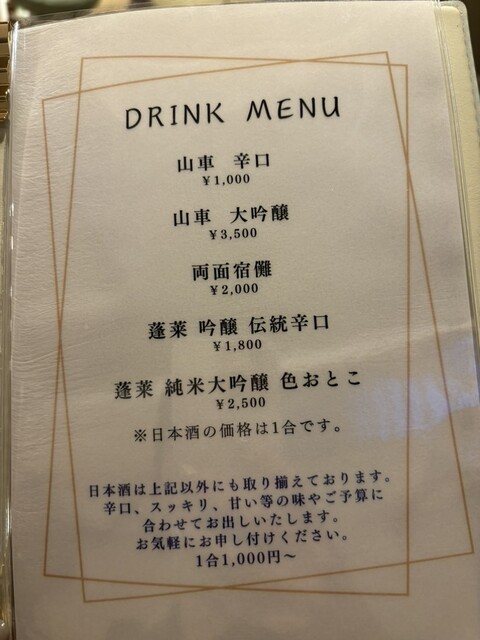 DRINK MENU
山車 辛口
¥1,000
山車 大吟醸
¥3,500
両面宿儺
¥2,000
蓬莱 吟醸 伝統辛口
¥1,800
蓬莱 純米大吟醸 色おとこ
¥2,500
※日本酒の価格は1合です。
日本酒は上記以外にも取り揃えております。
辛口、スッキリ、甘い等の味やご予算に
合わせてお出しいたします。
お気軽にお申し付けください。
1合1,000円～